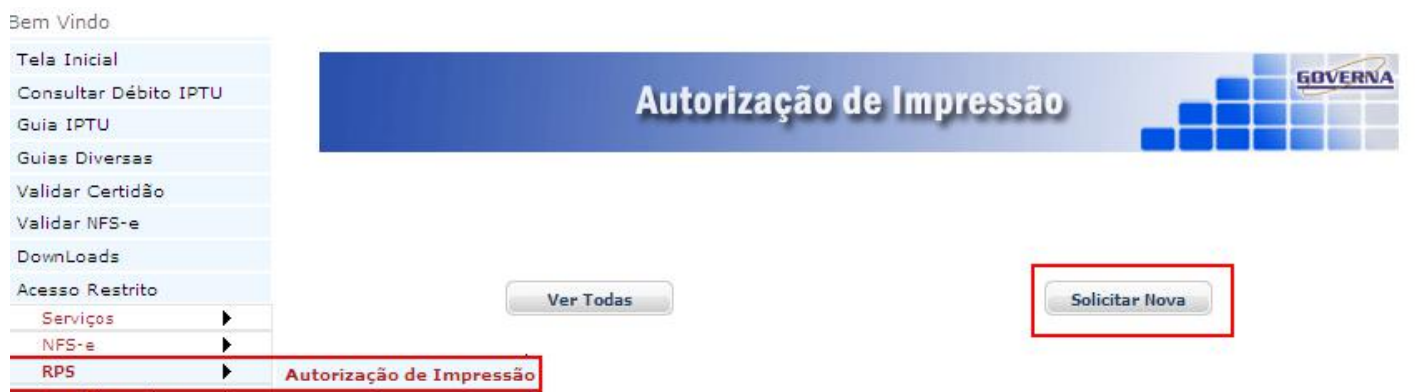 Bem Vindo
Tela Inicial
Consultar Débito IPTU
Guia IPTU
Guias Diversas
Validar Certidão
Validar NFS-e
DownLoads
Acesso Restrito
Serviços
NFS-e
RPS
Autorização de Impressão
Autorização de Impressão
GOVERNA
Ver Todas
Solicitar Nova